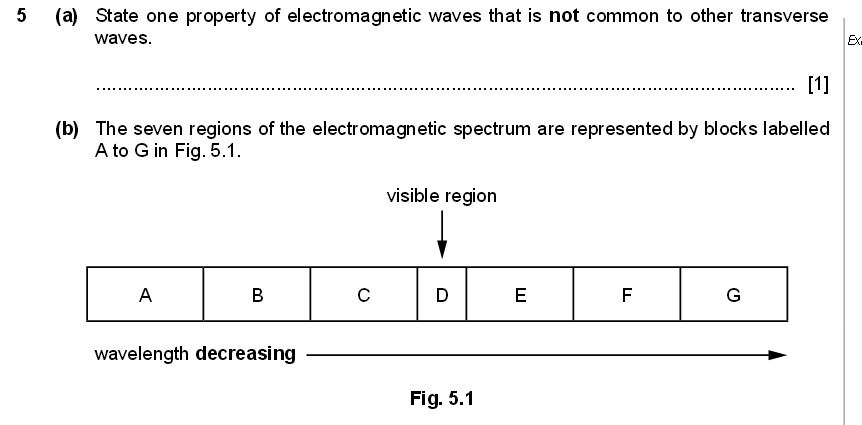 5 (a) State one property of electromagnetic waves that is not common to other transverse
waves.
.......................................................................................................................................... [1]
(b) The seven regions of the electromagnetic spectrum are represented by blocks labelled
A to G in Fig. 5.1.
visible region
A B C D E F G
wavelength decreasing
Fig. 5.1